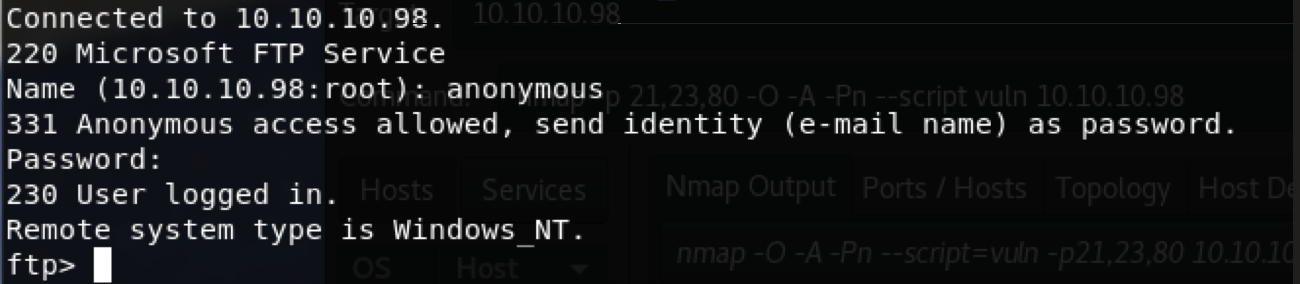 Connected to 10.10.10.98.
Target: 10.10.10.98
220 Microsoft FTP Service
Name (10.10.10.98:root): anonymous
Command: nmap -p 21,23,80 -O -A -Pn --script vuln 10.10.10.98
331 Anonymous access allowed, send identity (e-mail name) as password.
Password:
230 User logged in.
Hosts Services Nmap Output Ports / Hosts Topology Host De
Remote system type is Windows_NT.
nmap -O -A -Pn --script=vuln -p21,23,80 10.10.10
ftp>
OS Host